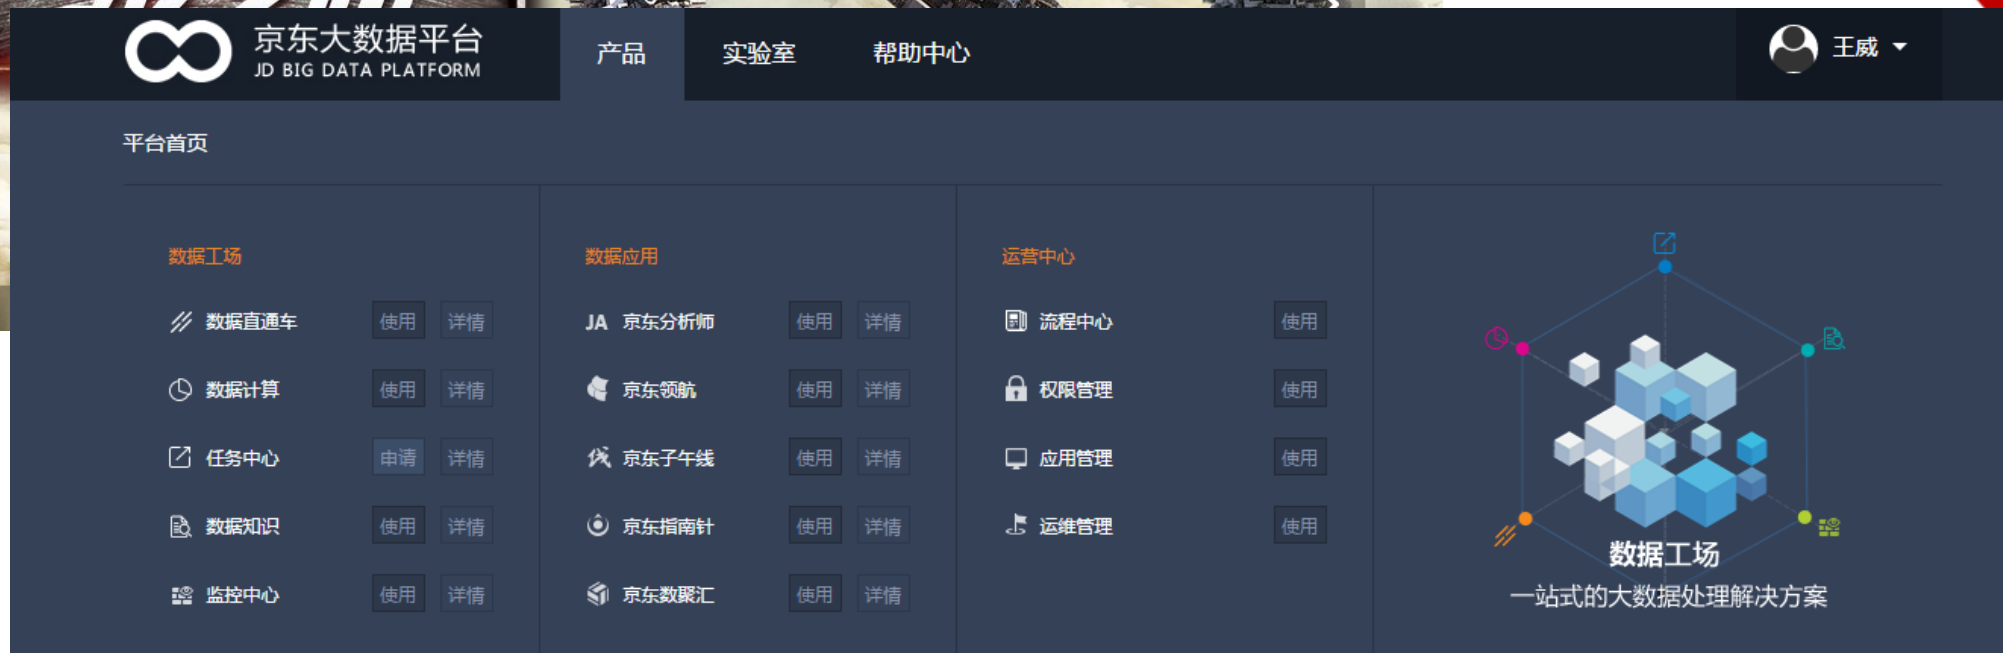 京东大数据平台
JD BIG DATA PLATFORM
产品
实验室
帮助中心
王威
平台首页
数据工场
数据直通车 使用 详情
数据计算 使用 详情
任务中心 申请 详情
数据知识 使用 详情
监控中心 使用 详情
数据应用
JA 京东分析师 使用 详情
京东领航 使用 详情
京东子午线 使用 详情
京东指南针 使用 详情
京东数聚汇 使用 详情
运营中心
流程中心 使用
权限管理 使用
应用管理 使用
运维管理 使用
数据工场
一站式的大数据处理解决方案